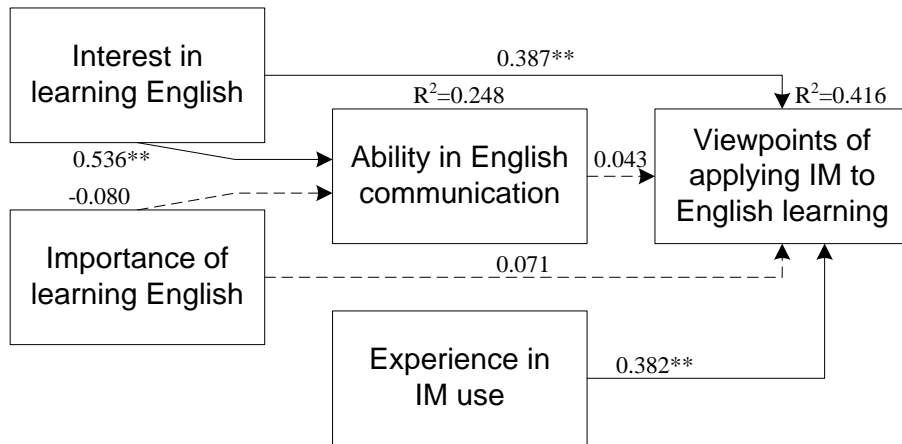 Interest in
learning English
0.387**
R²=0.248
R²=0.416
0.536**
Ability in English
communication
0.043
Viewpoints of
applying IM to
English learning
-0.080
Importance of
learning English
0.071
Experience in
IM use
0.382**